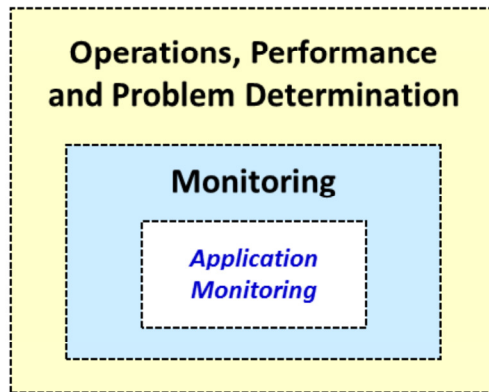 Operations, Performance
and Problem Determination
Monitoring
Application
Monitoring